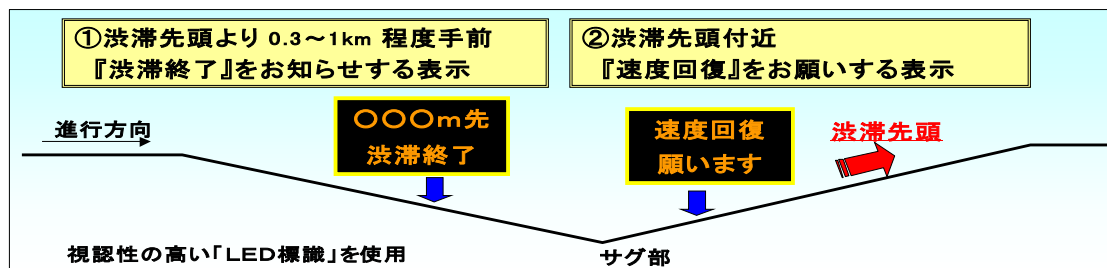 ①渋滞先頭より 0.3～1km 程度手前
『渋滞終了』をお知らせする表示
②渋滞先頭付近
『速度回復』をお願いする表示
進行方向
〇〇〇m先
渋滞終了
速度回復
願います
渋滞先頭
視認性の高い「LED標識」を使用
サグ部